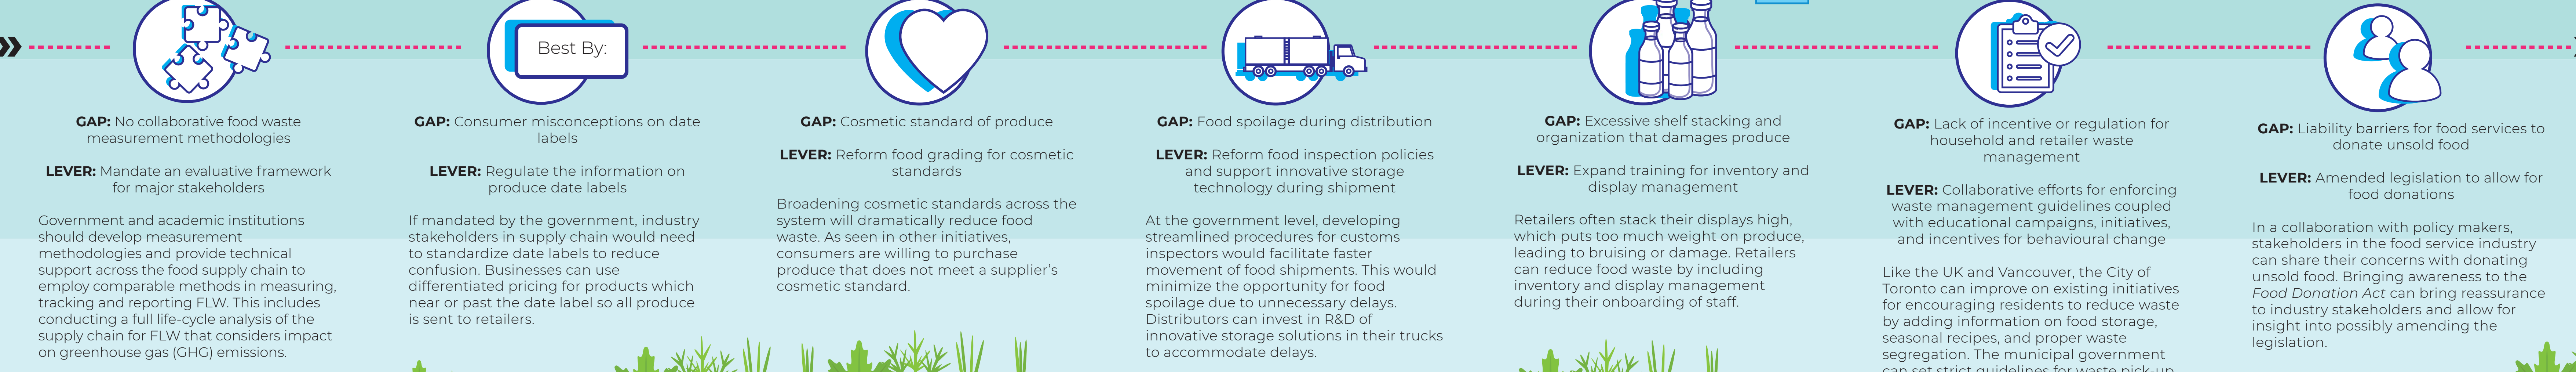 Best By:
GAP: No collaborative food waste
measurement methodologies
LEVER: Mandate an evaluative framework
for major stakeholders
Government and academic institutions
should develop measurement
methodologies and provide technical
support across the food supply chain to
employ comparable methods in measuring,
tracking and reporting FLW. This includes
conducting a full life-cycle analysis of the
supply chain for FLW that considers impact
on greenhouse gas (GHG) emissions.
GAP: Consumer misconceptions on date
labels
LEVER: Regulate the information on
produce date labels
If mandated by the government, industry
stakeholders in supply chain would need
to standardize date labels to reduce
confusion. Businesses can use
differentiated pricing for products which
near or past the date label so all produce
is sent to retailers.
GAP: Cosmetic standard of produce
LEVER: Reform food grading for cosmetic
standards
Broadening cosmetic standards across the
system will dramatically reduce food
waste. As seen in other initiatives,
consumers are willing to purchase
produce that does not meet a supplier's
cosmetic standard.
GAP: Food spoilage during distribution
LEVER: Reform food inspection policies
and support innovative storage
technology during shipment
At the government level, developing
streamlined procedures for customs
inspectors would facilitate faster
movement of food shipments. This would
minimize the opportunity for food
spoilage due to unnecessary delays.
Distributors can invest in R&D of
innovative storage solutions in their trucks
to accommodate delays.
GAP: Excessive shelf stacking and
organization that damages produce
LEVER: Expand training for inventory and
display management
Retailers often stack their displays high,
which puts too much weight on produce,
leading to bruising or damage. Retailers
can reduce food waste by including
inventory and display management
during their onboarding of staff.
GAP: Lack of incentive or regulation for
household and retailer waste
management
LEVER: Collaborative efforts for enforcing
waste management guidelines coupled
with educational campaigns, initiatives,
and incentives for behavioural change
Like the UK and Vancouver, the City of
Toronto can improve on existing initiatives
for encouraging residents to reduce waste
by adding information on food storage,
seasonal recipes, and proper waste
segregation. The municipal government
can set strict guidelines for waste pick-up
GAP: Liability barriers for food services to
donate unsold food
LEVER: Amended legislation to allow for
food donations
In a collaboration with policy makers,
stakeholders in the food service industry
can share their concerns with donating
unsold food. Bringing awareness to the
Food Donation Act can bring reassurance
to industry stakeholders and allow for
insight into possibly amending the
legislation.